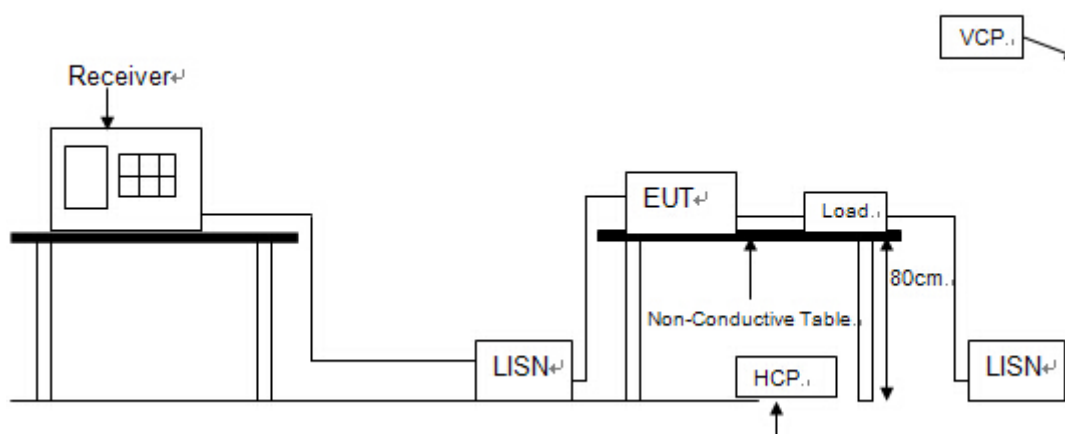 VCP.
Receiver↵
EUT↵
Load.
80cm.
Non-Conductive Table.
LISN↵
HCP.
LISN↵